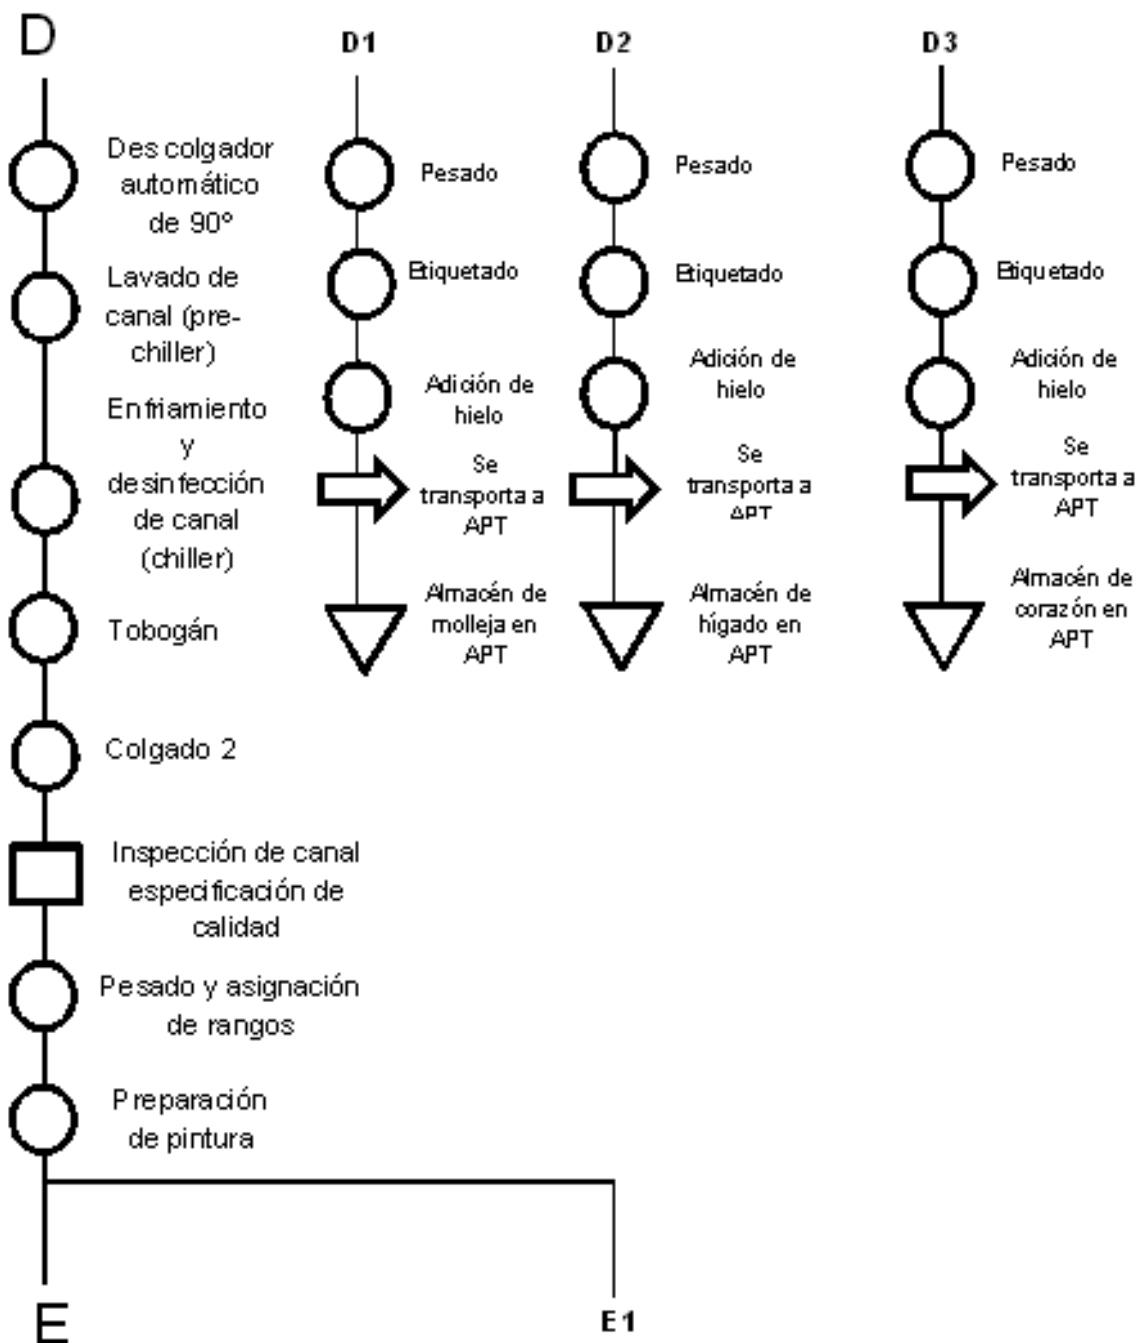 D
Descolgador
automático
de 90°
Lavado de
canal (pre-
chiller)
Enfriamiento
y
desinfección
de canal
(chiller)
Tobogán
Colgado 2
Inspección de canal
especificación de
calidad
Pesado y asignación
de rangos
Preparación
de pintura
E
D1
Pesado
Etiquetado
Adición de
hielo
Se
transporta a
APT
Almacén de
molleja en
APT
D2
Pesado
Etiquetado
Adición de
hielo
Se
transporta a
APT
Almacén de
hígado en
APT
E1
D3
Pesado
Etiquetado
Adición de
hielo
Se
transporta a
APT
Almacén de
corazón en
APT